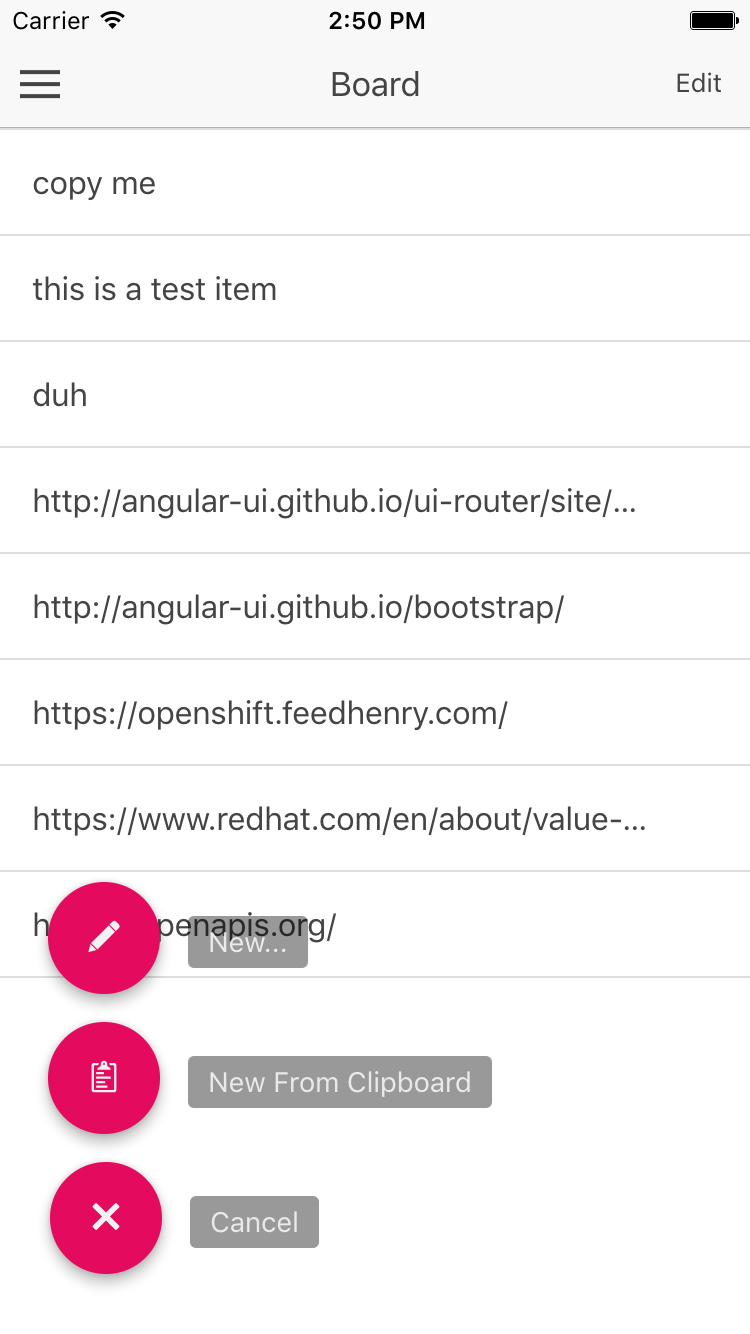 Carrier 2:50 PM
Board Edit
copy me
this is a test item
duh
http://angular-ui.github.io/ui-router/site/...
http://angular-ui.github.io/bootstrap/
https://openshift.feedhenry.com/
https://www.redhat.com/en/about/value-...
penapis.org/
New...
New From Clipboard
Cancel